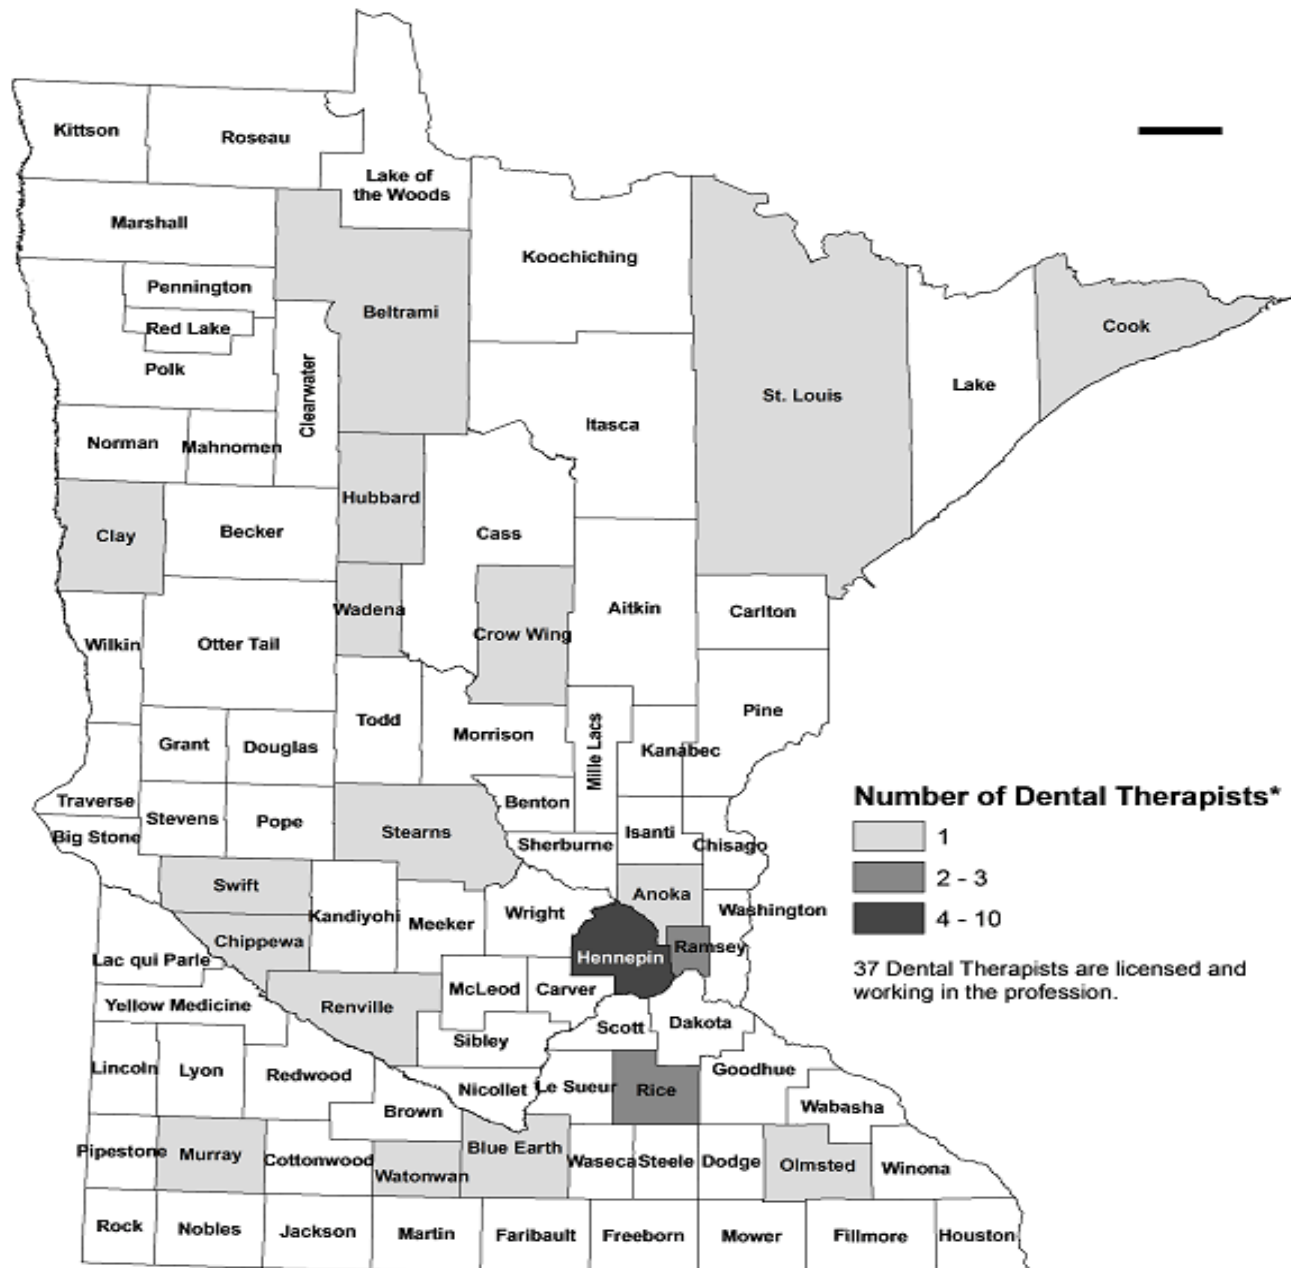 Kittson
Roseau
Lake of
the Woods
Marshall
Koochiching
Pennington
Beltrami
Red Lake
Cook
Polk
Clearwater
St. Louis
Lake
Itasca
Norman
Mahnomen
Hubbard
Becker
Clay
Cass
Wadena
Aitkin
Carlton
Crow Wing
Wilkin
Otter Tail
Pine
Todd
Morrison
Mille Lacs
Grant
Douglas
Kanabec
Traverse
Benton
Stevens
Pope
Stearns
Isanti
Big Stone
Sherburne
Chisago
Number of Dental Therapists*
1
2 - 3
4 - 10
37 Dental Therapists are licensed and
working in the profession.
Swift
Anoka
Kandiyohi
Meeker
Wright
Washington
Chippewa
Ramsey
Hennepin
Lac qui Parle
McLeod
Carver
Yellow Medicine
Renville
Dakota
Scott
Sibley
Lincoln
Lyon
Redwood
Goodhue
Nicollet
Le Sueur
Rice
Brown
Wabasha
Pipestone
Murray
Cottonwood
Blue Earth
Waseca
Steele
Dodge
Olmsted
Winona
Watonwan
Rock
Nobles
Jackson
Martin
Faribault
Freeborn
Mower
Fillmore
Houston